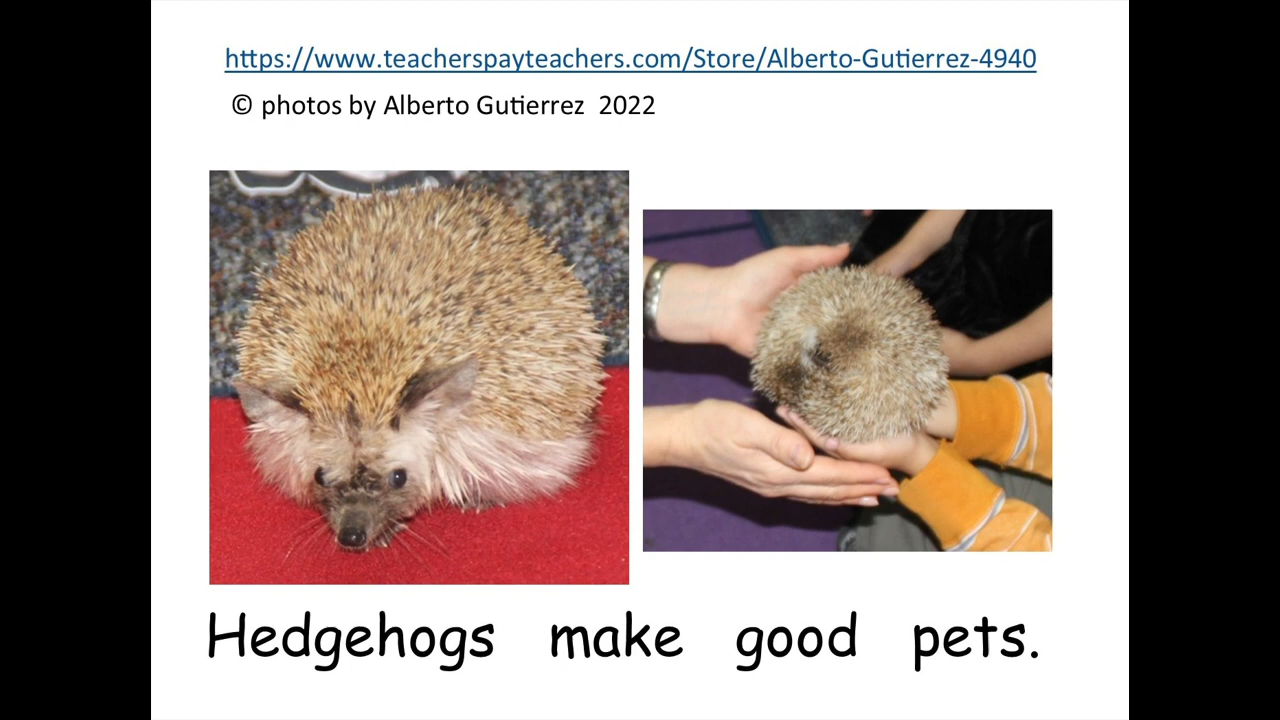 https://www.teacherspayteachers.com/Store/Alberto-Gutierrez-4940
© photos by Alberto Gutierrez 2022
Hedgehogs make good pets.